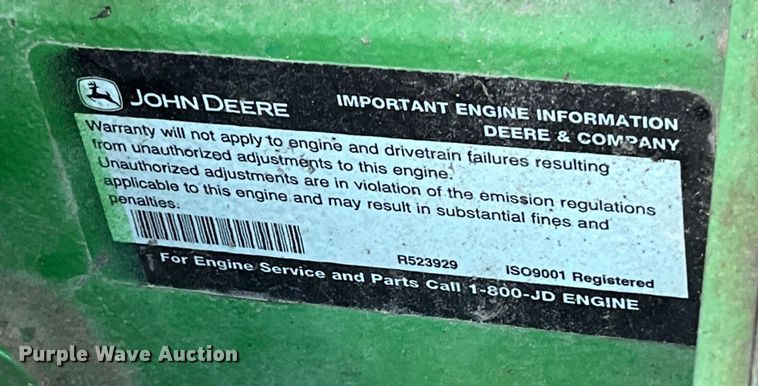 JOHN DEERE
IMPORTANT ENGINE INFORMATION
DEERE & COMPANY
Warranty will not apply to engine and drivetrain failures resulting
from unauthorized adjustments to this engine.
Unauthorized adjustments are in violation of the emission regulations
applicable to this engine and may result in substantial fines and
penalties.
R523929
ISO9001 Registered
For Engine Service and Parts Call 1-800-JD ENGINE
Purple Wave Auction